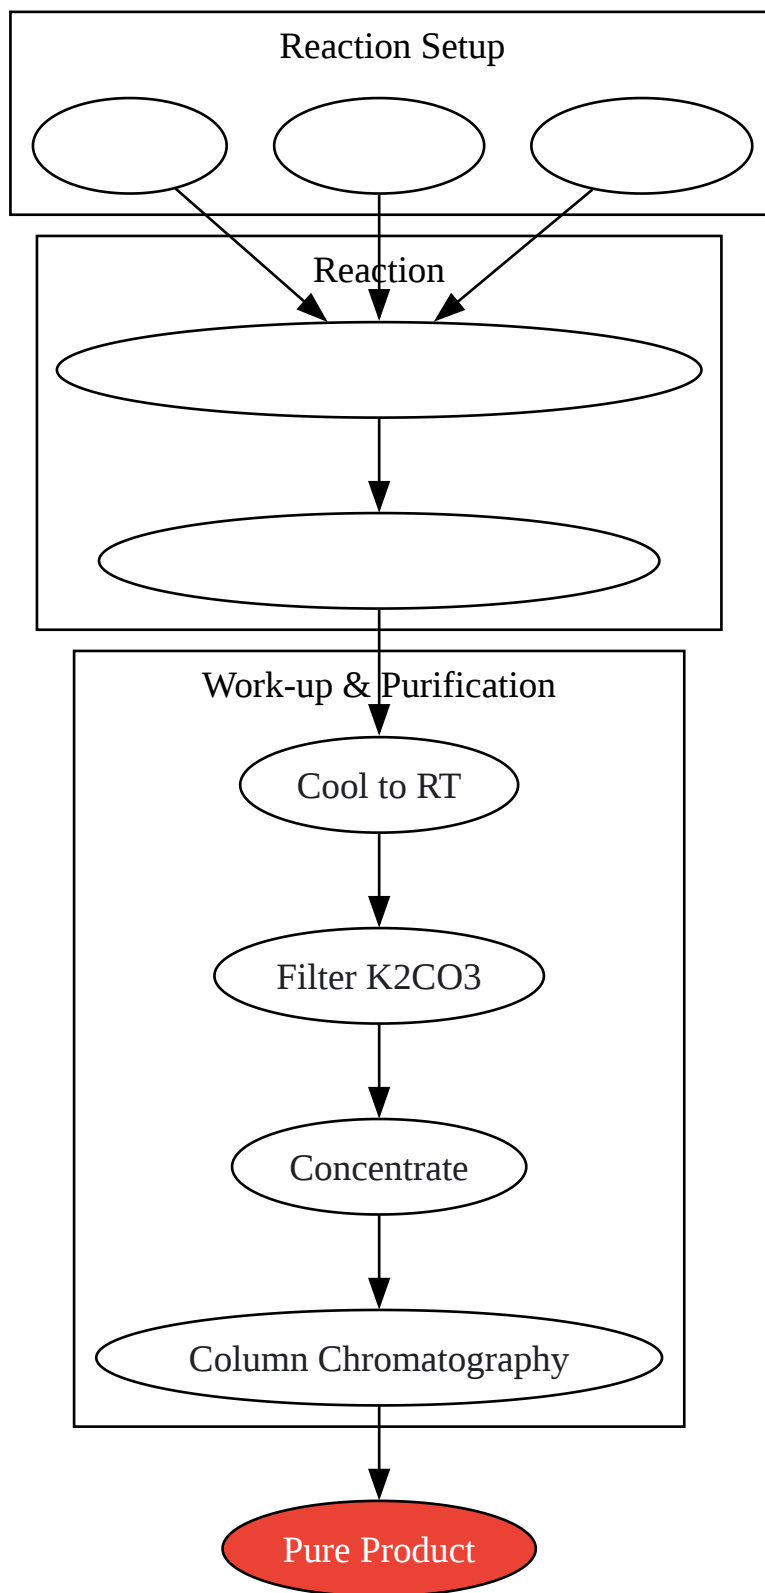 Reaction Setup
Reaction
Work-up & Purification
Cool to RT
Filter K2CO3
Concentrate
Column Chromatography
Pure Product